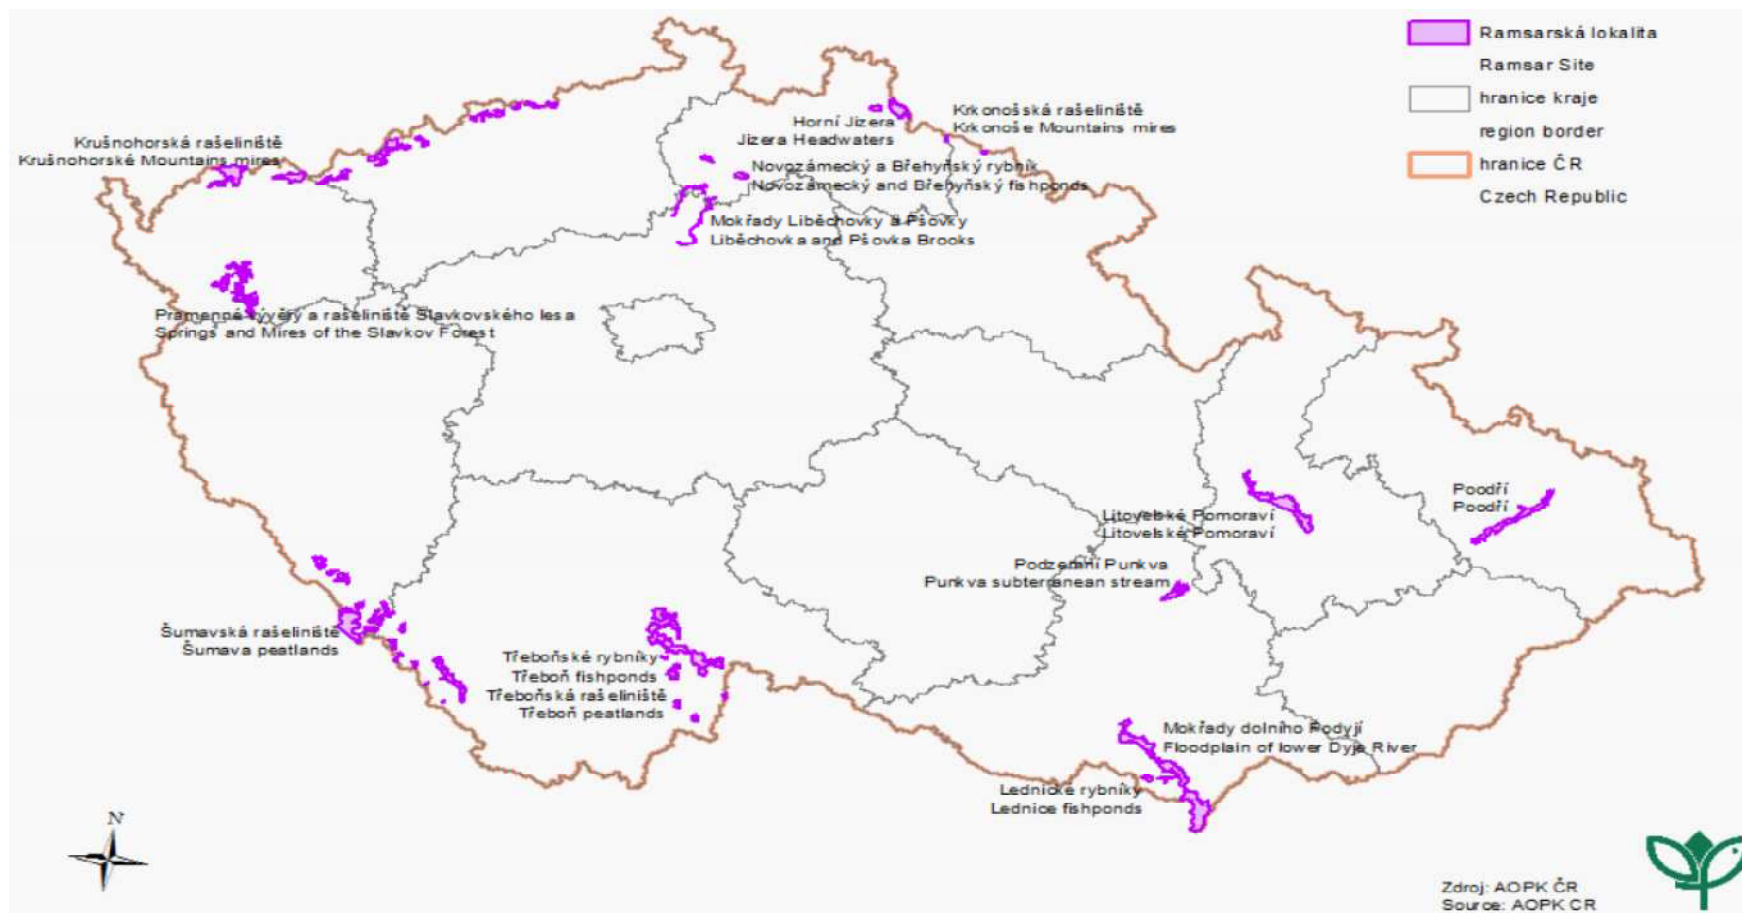 Ramsarská lokalita
Ramsar Site
hranice kraje
region border
hranice ČR
Czech Republic
Krkonošská rašeliniště
Krkonoše Mountains mires
Horní Jizera
Jizera Headwaters
Krušnohorská rašeliniště
Krušnohorské Mountains mires
Novozámecký a Břehyňský rybník
Novozámecký and Břehyňský fishponds
Mokřady Liběchovky a Pšovky
Liběchovka and Pšovka Brooks
Pramenné vývěry a rašeliniště Slavkovského lesa
Springs and Mires of the Slavkov Forest
Poodří
Poodří
Litovelské Pomoraví
Litovelské Pomoraví
Podzemní Punkva
Punkva subterranean stream
Šumavská rašeliniště
Šumava peatlands
Třeboňské rybníky
Třeboň fishponds
Třeboňská rašeliniště
Třeboň peatlands
Mokřady dolního Podyjí
Floodplain of lower Dyje River
Lednické rybníky
Lednice fishponds
N
Zdroj: AOPK ČR
Source: AOPK CR